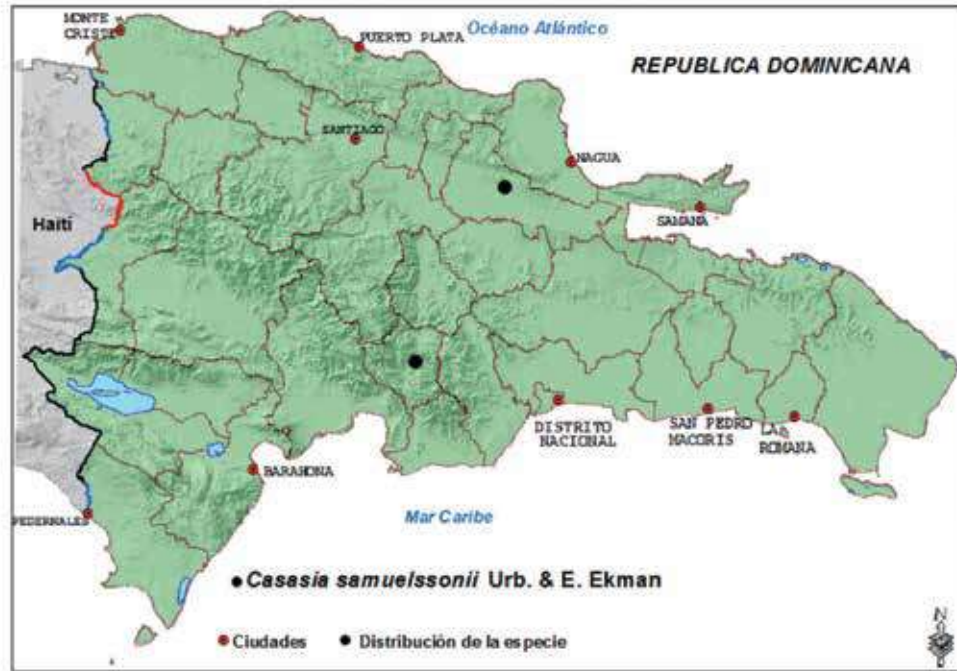 MONTE
CRISTI
PUERTO PLATA
Océano Atlántico
REPUBLICA DOMINICANA
SANTIAGO
NAGUA
SAMANA
Haití
DISTRITO
NACIONAL
SAN PEDRO
MACORIS
LA
ROMANA
BARAHONA
PEDERNALES
Mar Caribe
Casasia samuelssonii Urb. & E. Ekman
Ciudades
Distribución de la especie
N